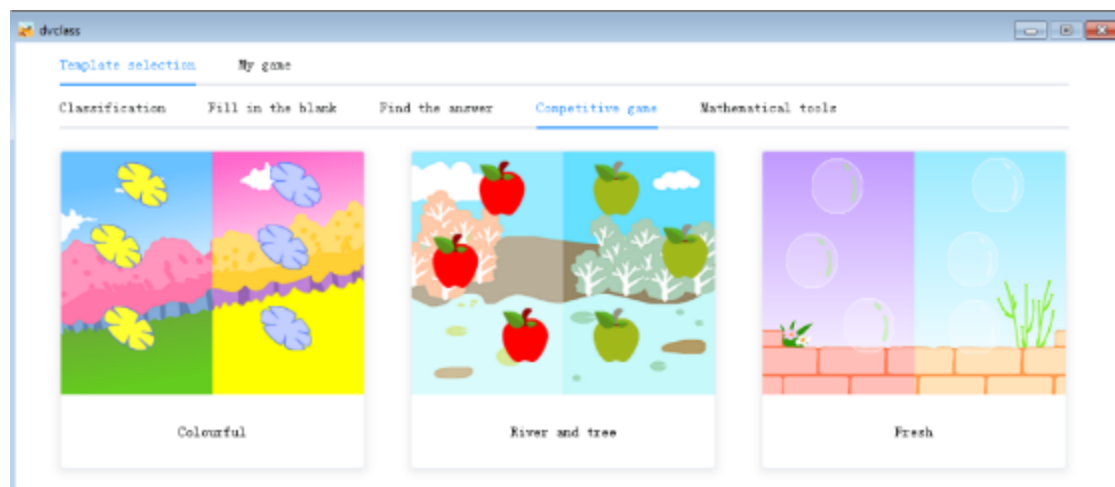 dvclass
Template selection My game
Classification Fill in the blank Find the answer Competitive game Mathematical tools
Colourful River and tree Fresh